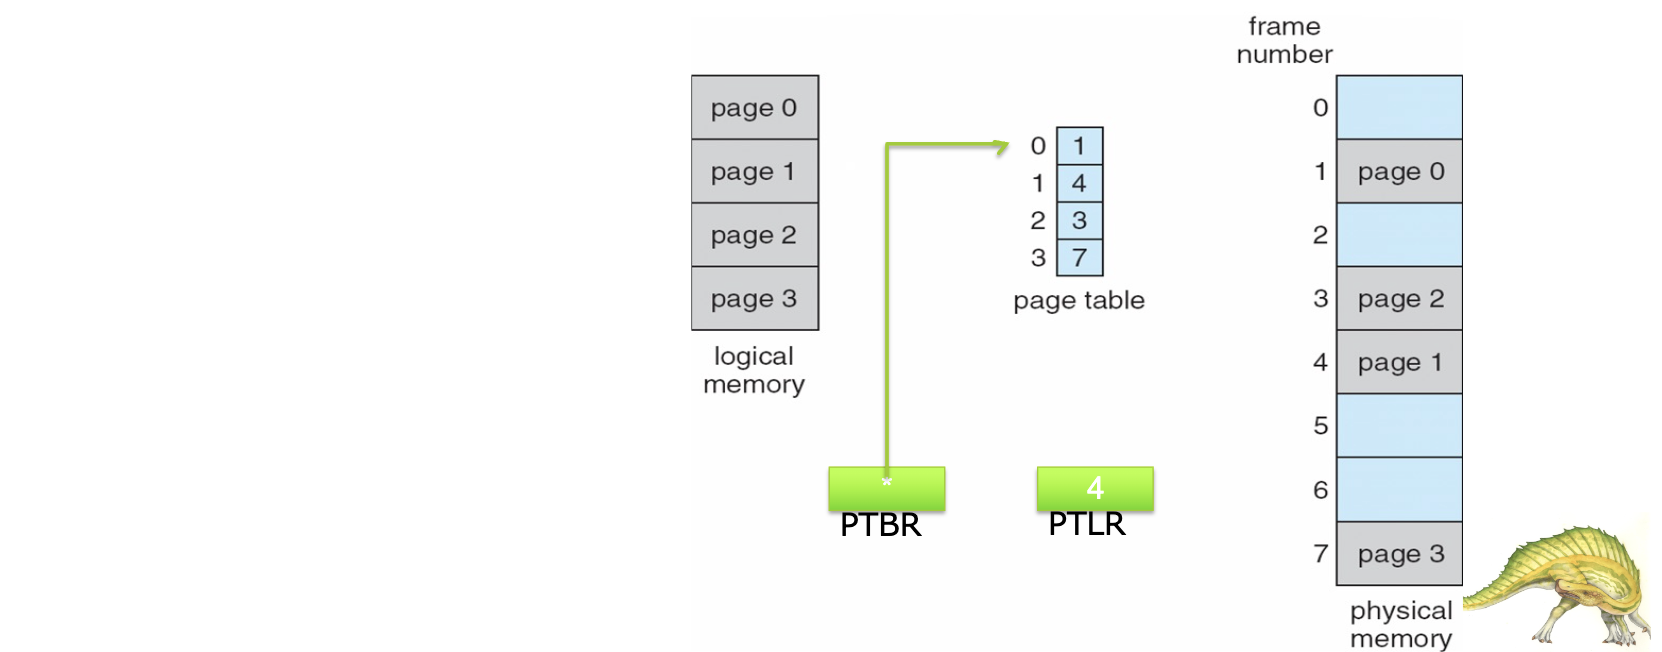 page 0
page 1
page 2
page 3
logical
memory
*
PTBR
0 1
1 4
2 3
3 7
page table
4
PTLR
frame
number
0
1 page 0
2
3 page 2
4 page 1
5
6
7 page 3
physical
memory